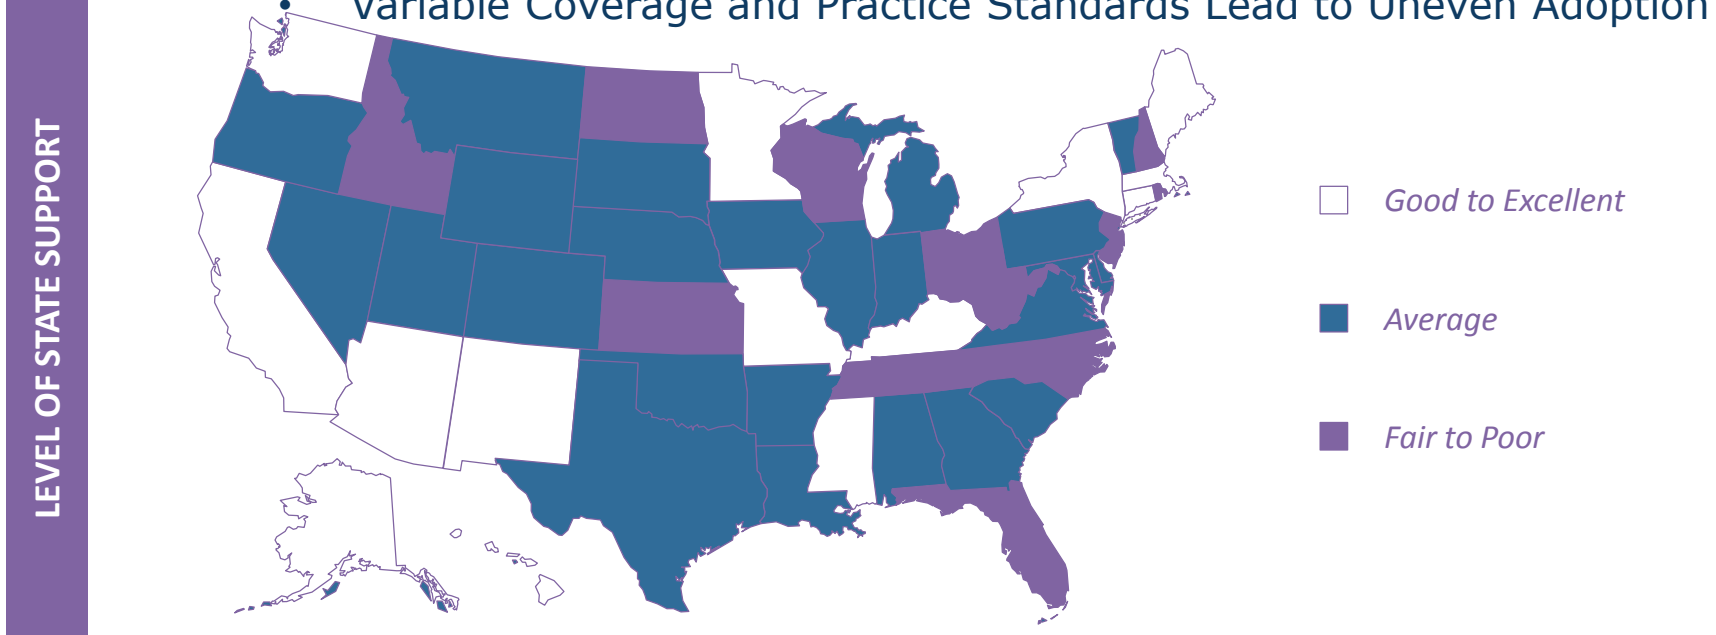 • Variable Coverage and Practice Standards Lead to Uneven Adoption
LEVEL OF STATE SUPPORT
Good to Excellent
Average
Fair to Poor